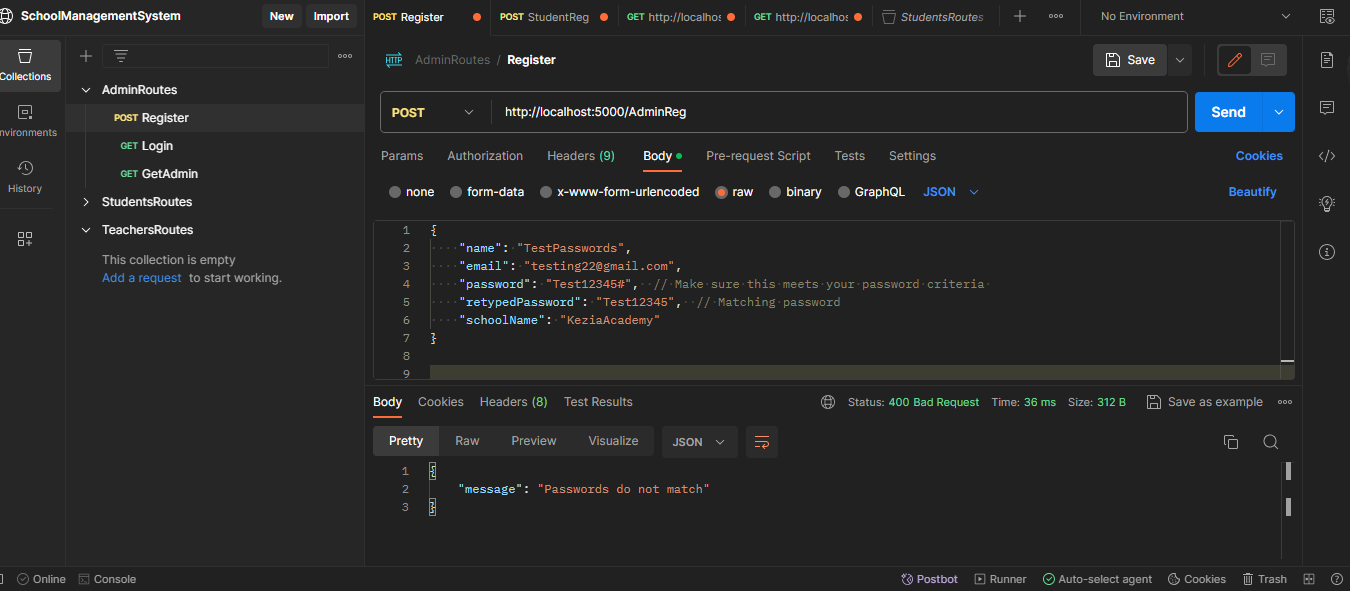 SchoolManagementSystem
New
Import
POST Register
POST StudentReg
GET http://localhos
GET http://localhos
StudentsRoutes
No Environment
Collections
nvironments
History
AdminRoutes
POST Register
GET Login
GET GetAdmin
StudentsRoutes
TeachersRoutes
This collection is empty
Add a request to start working.
HTTP AdminRoutes / Register
Save
POST
http://localhost:5000/AdminReg
Send
Params Authorization Headers (9) Body Pre-request Script Tests Settings
Cookies
none form-data x-www-form-urlencoded raw binary GraphQL JSON
Beautify
1 {
2 "name": "TestPasswords",
3 "email": "testing22@gmail.com",
4 "password": "Test12345#", // Make sure this meets your password criteria
5 "retypedPassword": "Test12345", // Matching password
6 "schoolName": "KeziaAcademy"
7 }
8
9
Body Cookies Headers (8) Test Results
Status: 400 Bad Request Time: 36 ms Size: 312 B
Save as example
Pretty Raw Preview Visualize JSON
1 {
2 "message": "Passwords do not match"
3 }
Online
Console
Postbot
Runner
Auto-select agent
Cookies
Trash